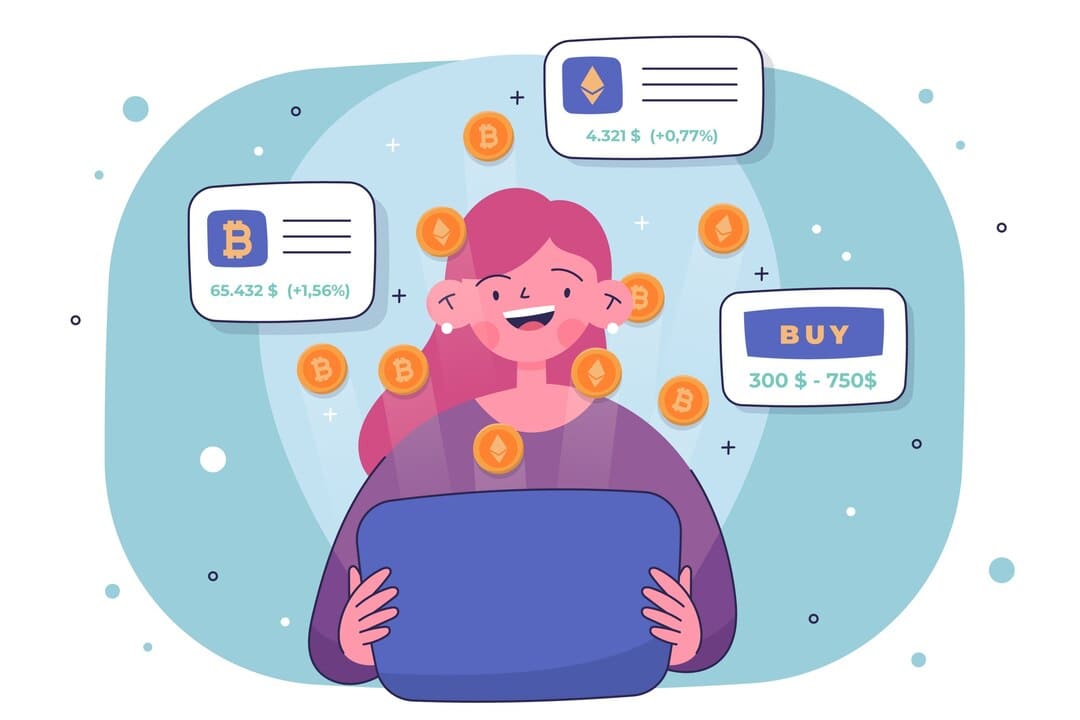 4.321 $ (+0,77%)
65.432 $ (+1,56%)
BUY
300 $ - 750$